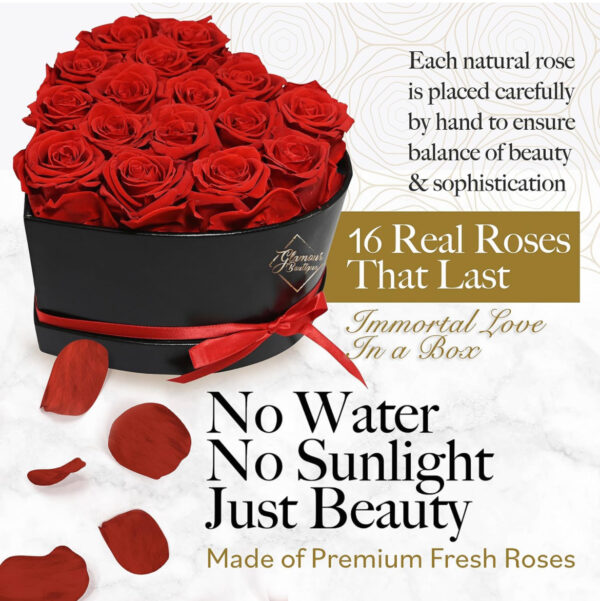 Each natural rose
is placed carefully
by hand to ensure
balance of beauty
& sophistication
16 Real Roses
That Last
Glamour
Boutique
Immortal Love
In a Box
No Water
No Sunlight
Just Beauty
Made of Premium Fresh Roses